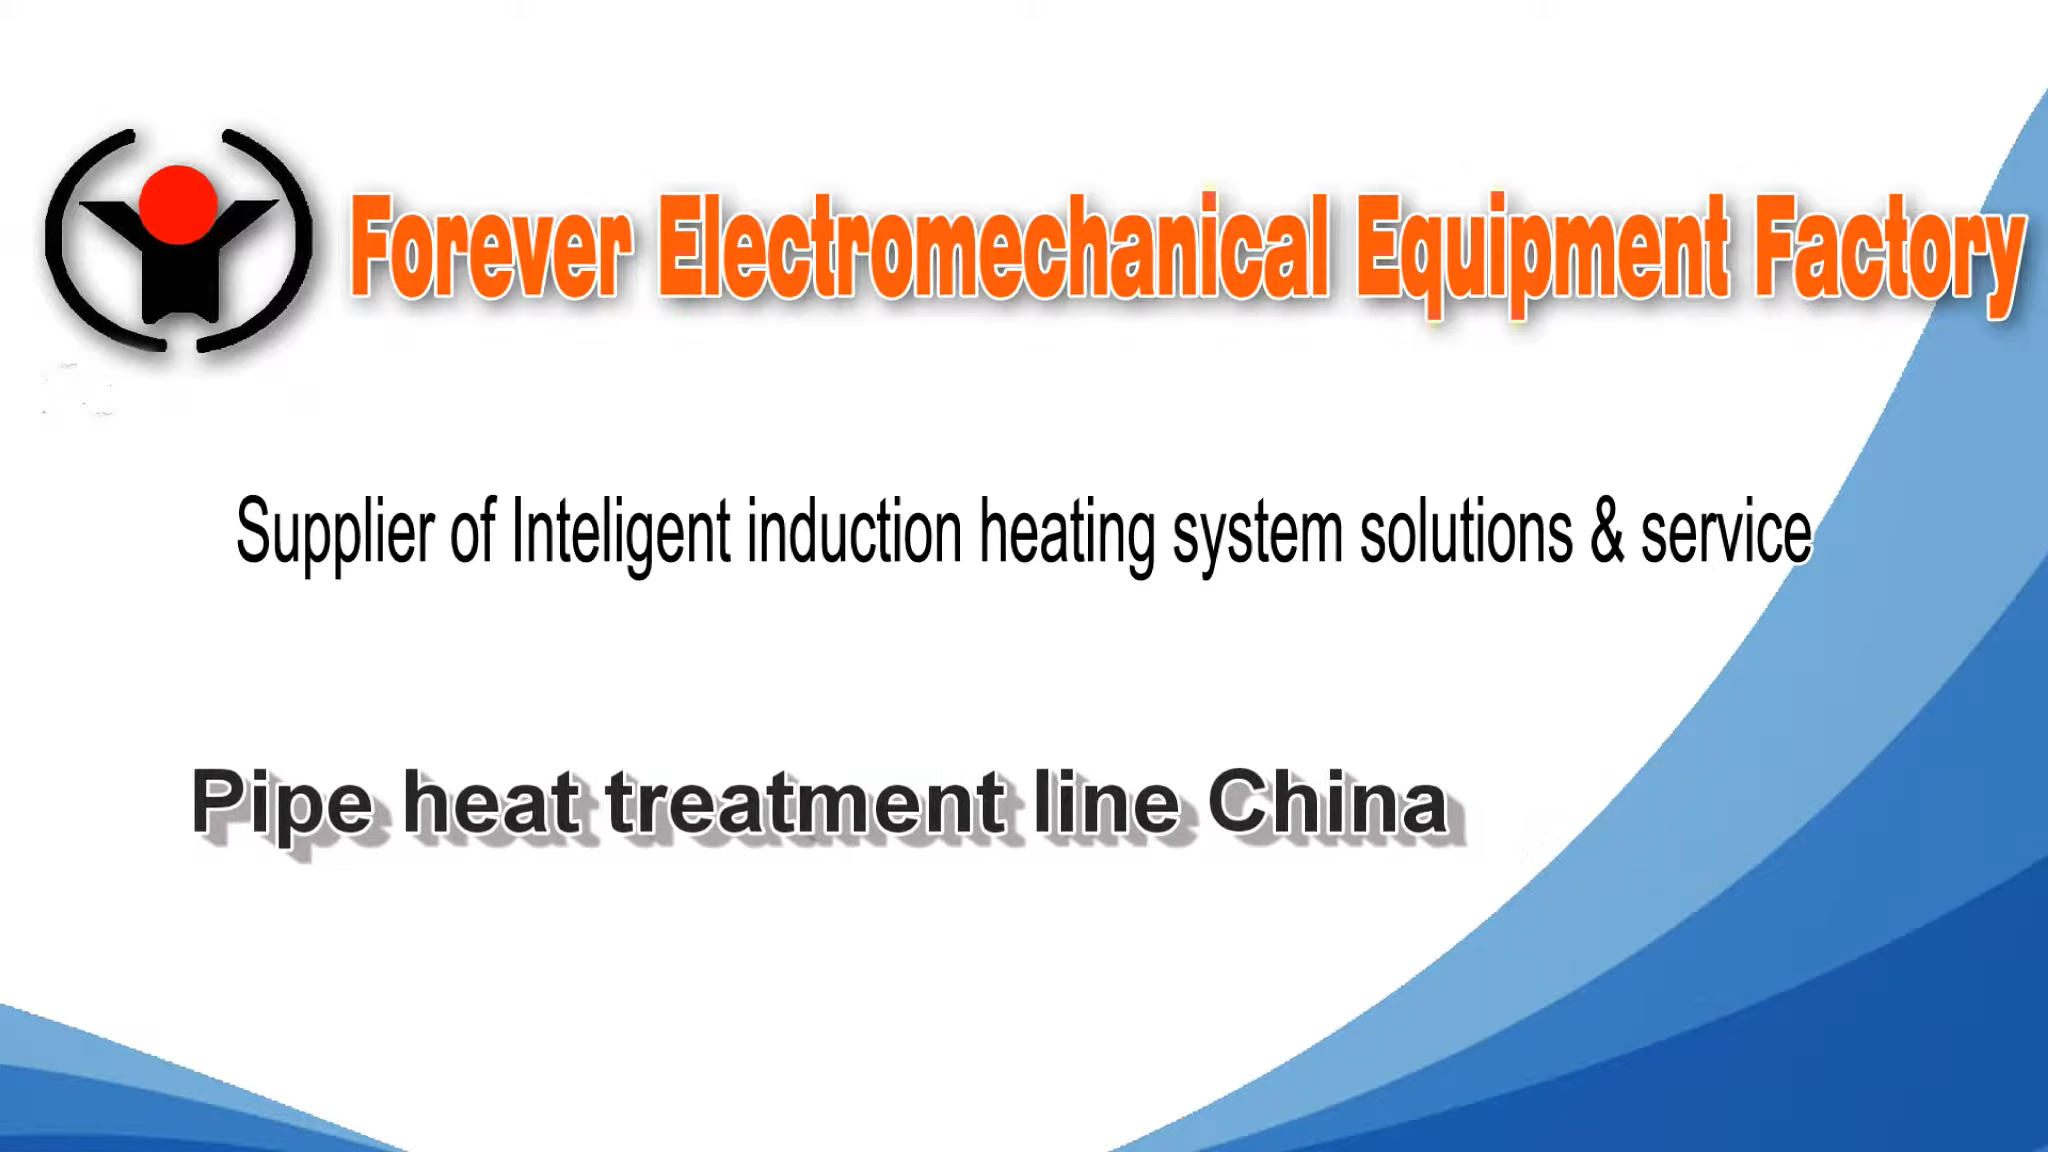 Forever Electromechanical Equipment Factory
Supplier of Inteligent induction heating system solutions & service
Pipe heat treatment line China